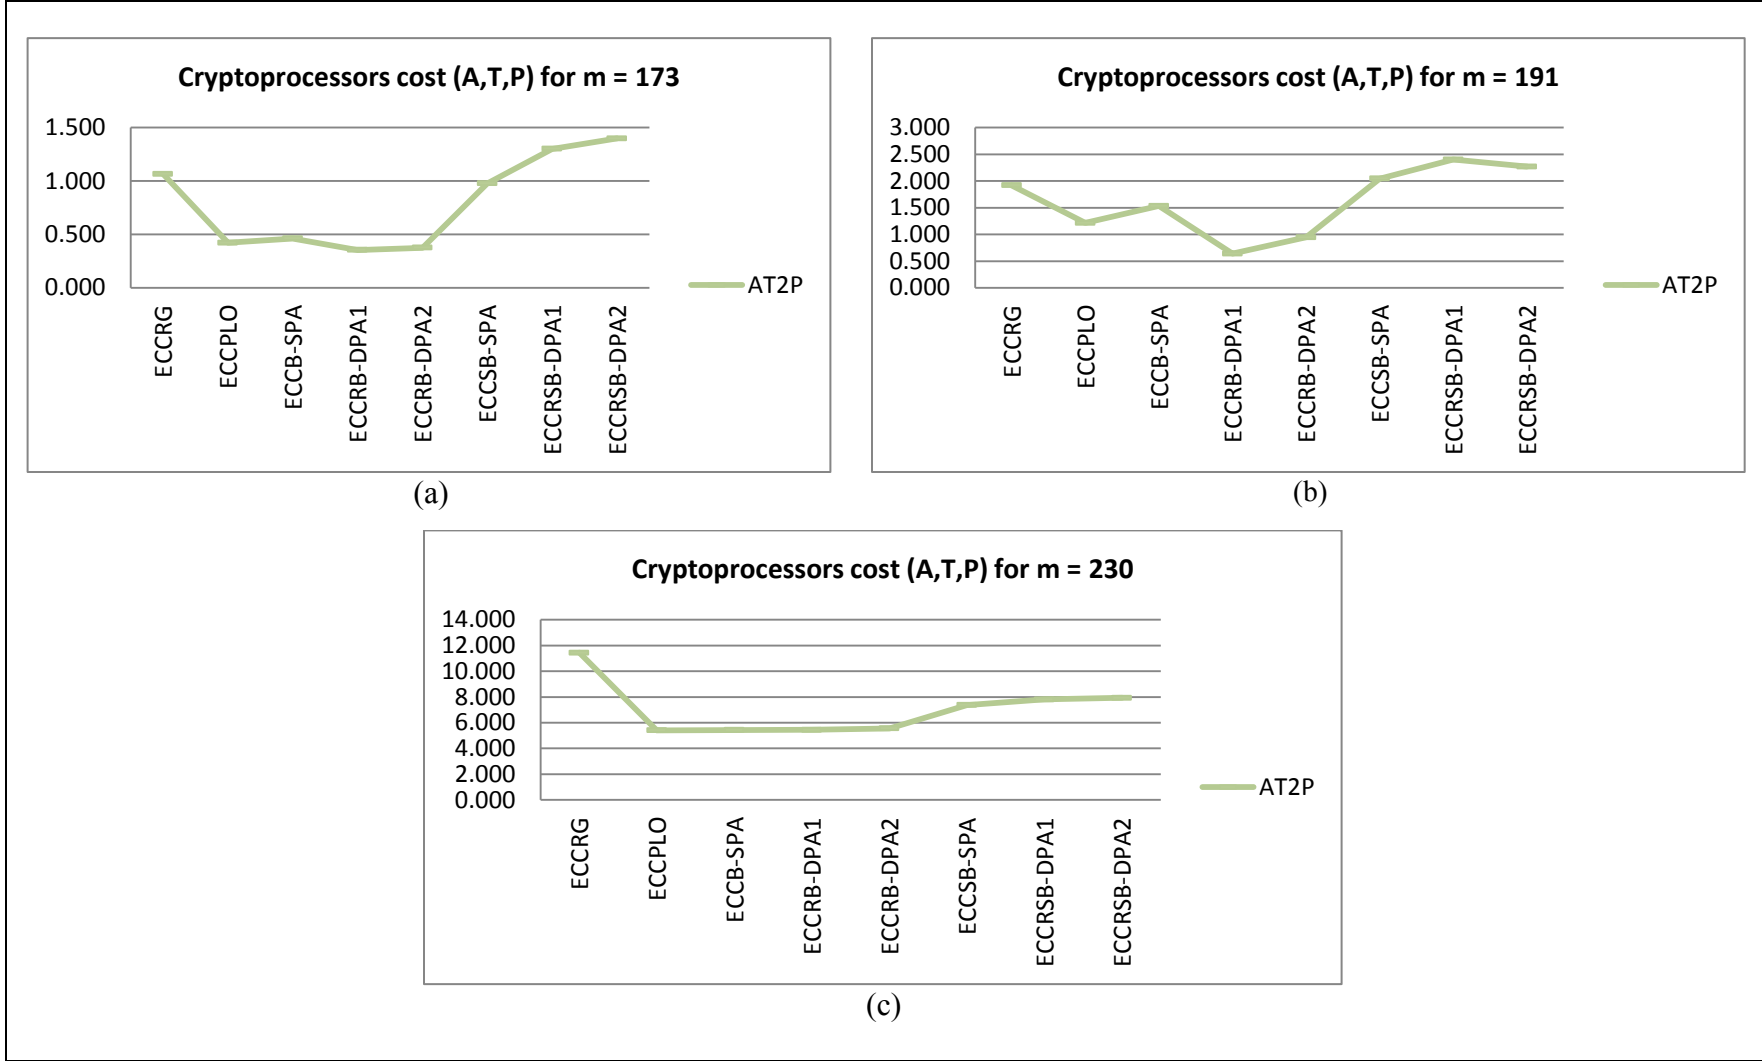 Cryptoprocessors cost (A,T,P) for m = 173
1.500
1.000
0.500
0.000
ECCRG
ECCPLO
ECCB-SPA
ECCRB-DPA1
ECCRB-DPA2
ECCSB-SPA
ECCRSB-DPA1
ECCRSB-DPA2
AT2P
(a)
Cryptoprocessors cost (A,T,P) for m = 191
3.000
2.500
2.000
1.500
1.000
0.500
0.000
ECCRG
ECCPLO
ECCB-SPA
ECCRB-DPA1
ECCRB-DPA2
ECCSB-SPA
ECCRSB-DPA1
ECCRSB-DPA2
AT2P
(b)
Cryptoprocessors cost (A,T,P) for m = 230
14.000
12.000
10.000
8.000
6.000
4.000
2.000
0.000
ECCRG
ECCPLO
ECCB-SPA
ECCRB-DPA1
ECCRB-DPA2
ECCSB-SPA
ECCRSB-DPA1
ECCRSB-DPA2
AT2P
(c)